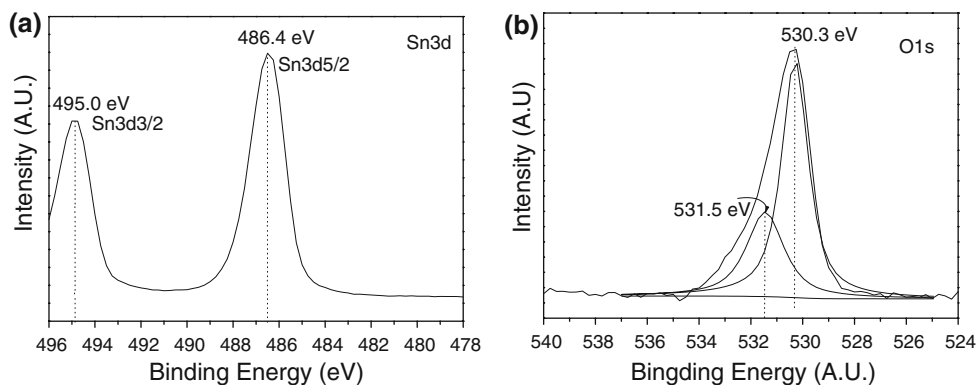 (a)
486.4 eV
Sn3d
Sn3d5/2
495.0 eV
Sn3d3/2
Intensity (A.U.)
496 494 492 490 488 486 484 482 480 478
Binding Energy (eV)
(b)
530.3 eV
O1s
531.5 eV
Intensity (A.U)
540 538 536 534 532 530 528 526 524
Bingding Energy (A.U.)